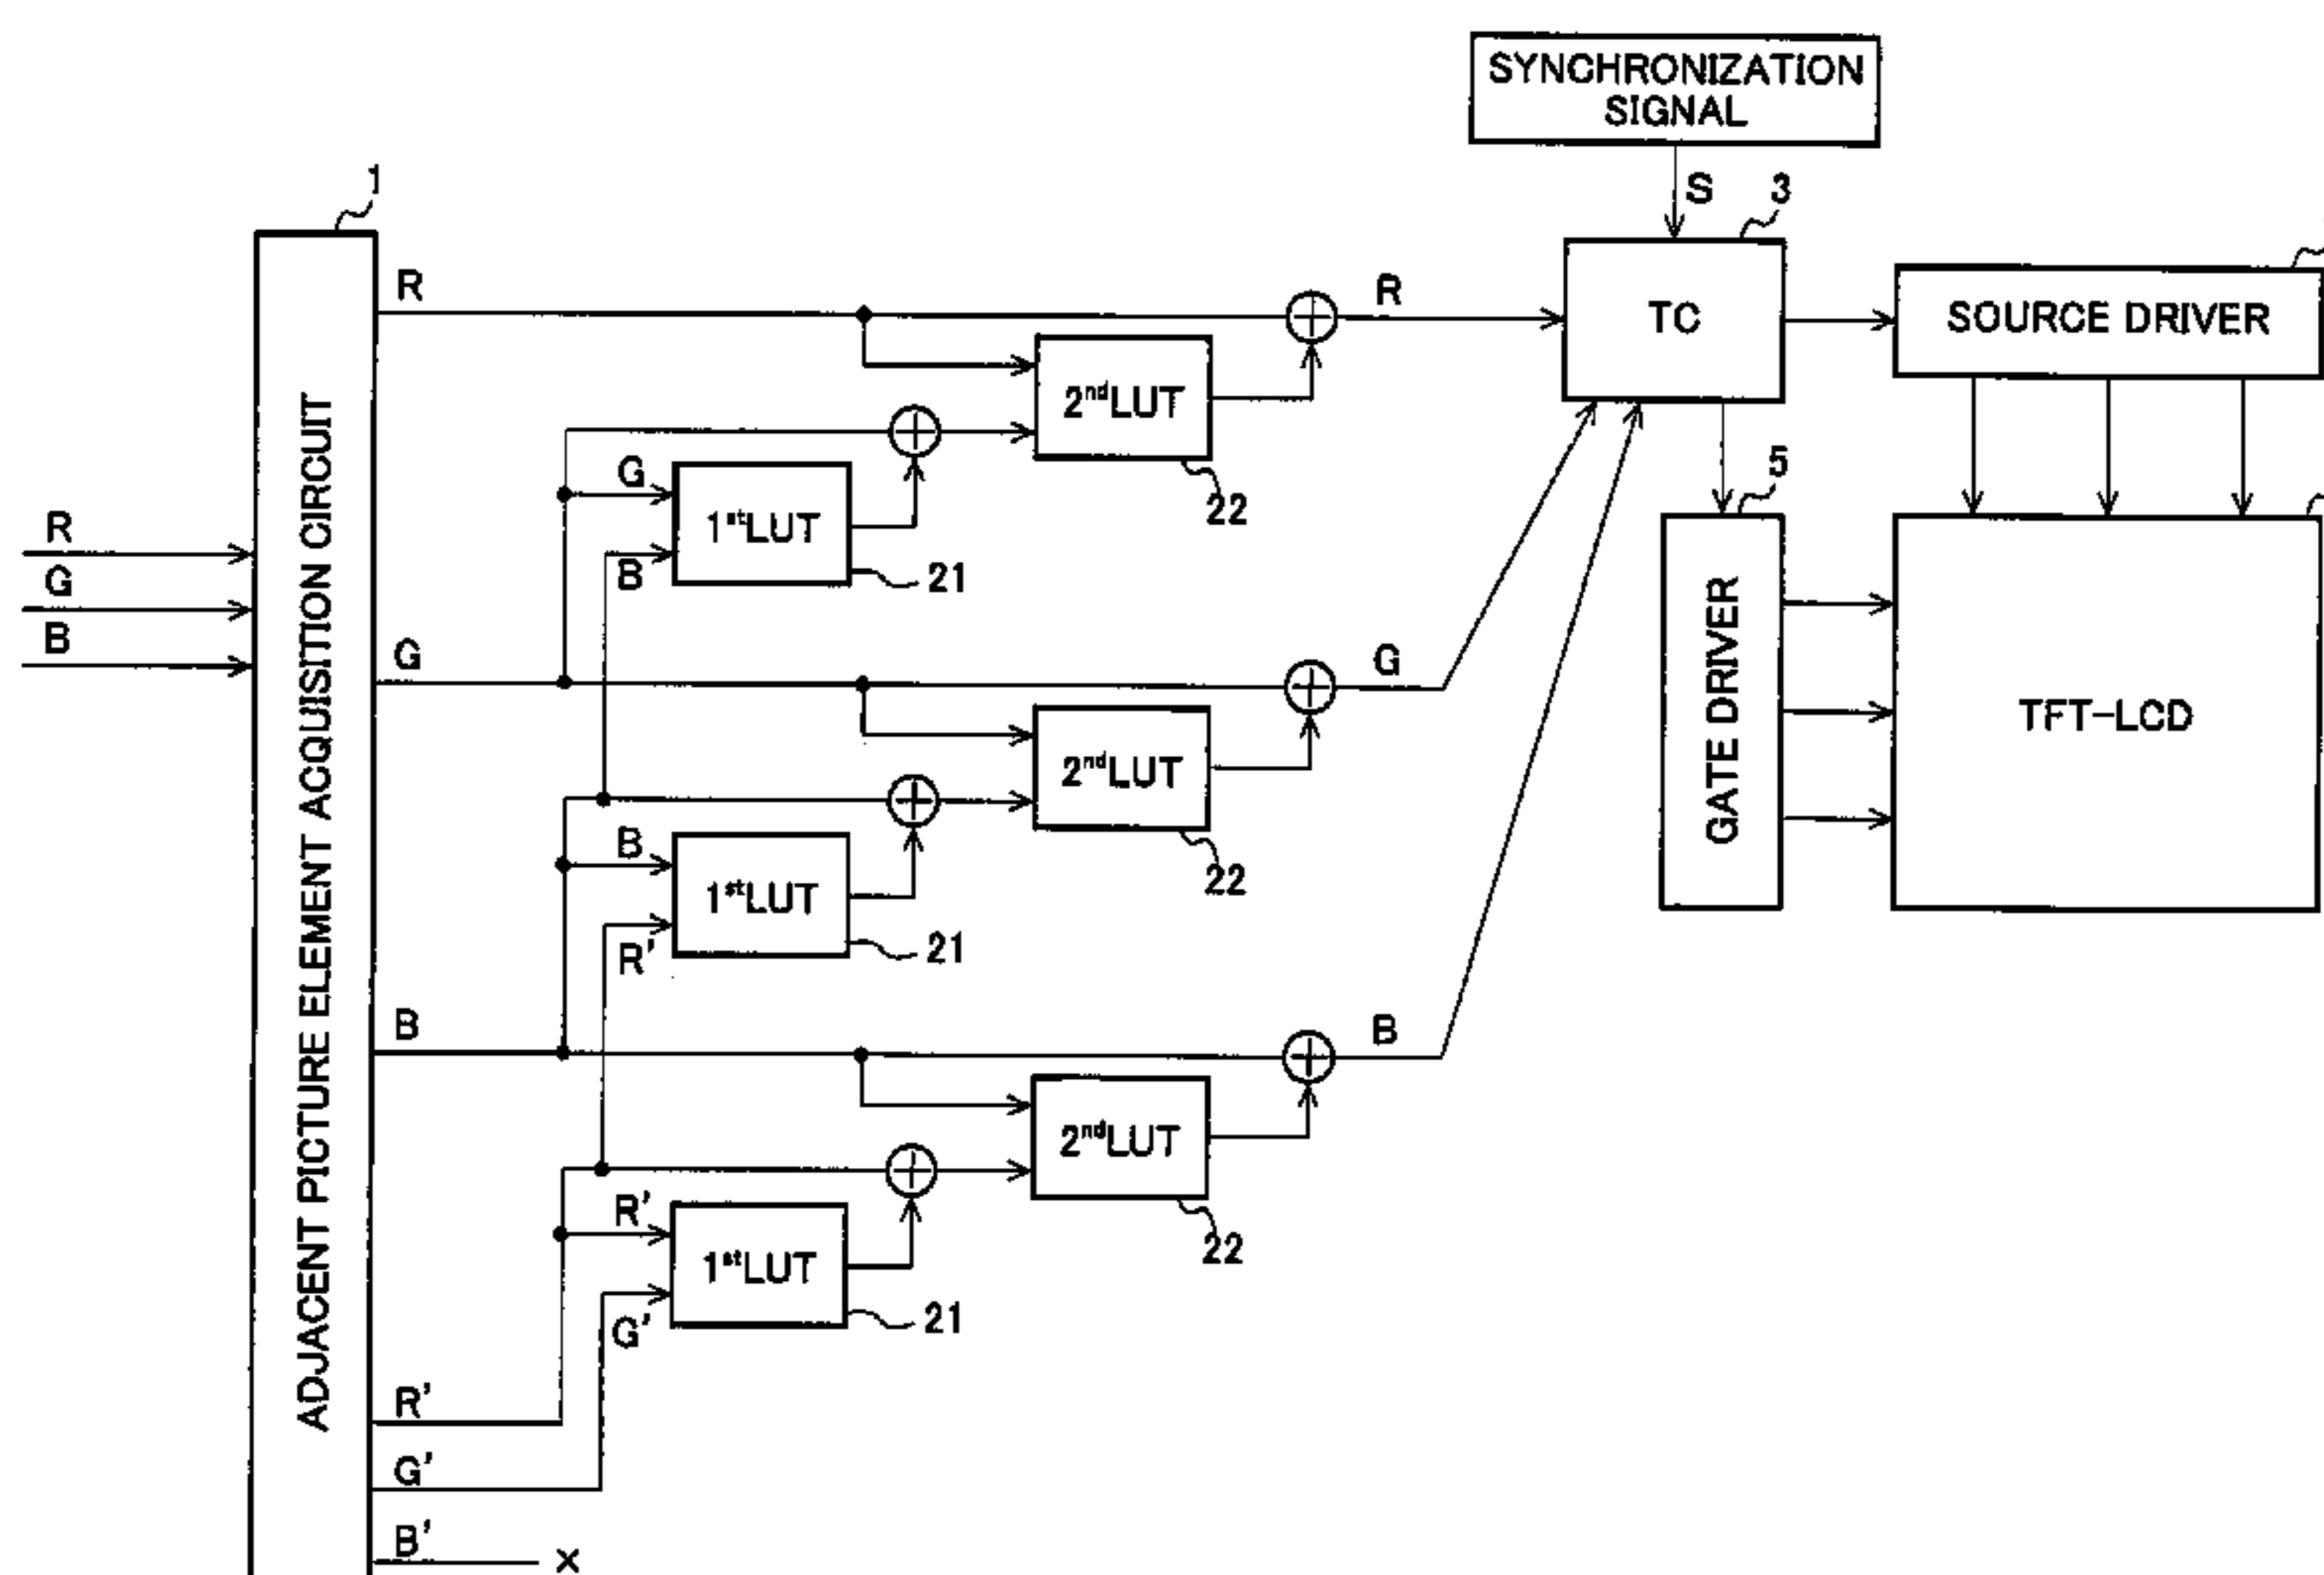 SYNCHRONIZATION
SIGNAL
S
3
1
R
R
TC
SOURCE DRIVER
2ndLUT
22
G
1stLUT
B
21
5
R
G
B
ADJACENT PICTURE ELEMENT ACQUISITION CIRCUIT
G
G
GATE DRIVER
TFT-LCD
2ndLUT
22
B
1stLUT
R'
21
B
B
2ndLUT
22
R'
1stLUT
G'
21
R'
G'
B'
X